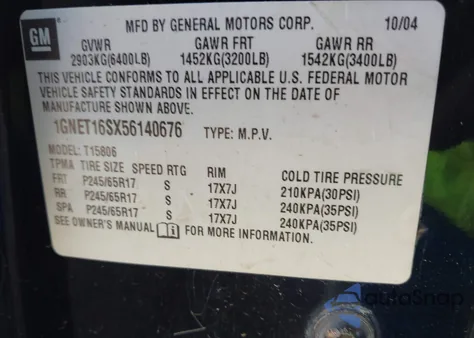 GM
MFD BY GENERAL MOTORS CORP. 10/04
GVWR GAWR FRT GAWR RR
2903KG(6400LB) 1452KG(3200LB) 1542KG(3400LB)
THIS VEHICLE CONFORMS TO ALL APPLICABLE U.S. FEDERAL MOTOR
VEHICLE SAFETY STANDARDS IN EFFECT ON THE DATE OF
MANUFACTURE SHOWN ABOVE.
1GNET16SX56140676 TYPE: M.P.V.
MODEL: T15806
TPMA TIRE SIZE SPEED RTG RIM COLD TIRE PRESSURE
FRT P245/65R17 S 17X7J 210KPA(30PSI)
RR P245/65R17 S 17X7J 240KPA(35PSI)
SPA P245/65R17 S 17X7J 240KPA(35PSI)
SEE OWNER'S MANUAL i FOR MORE INFORMATION.
autoSnap